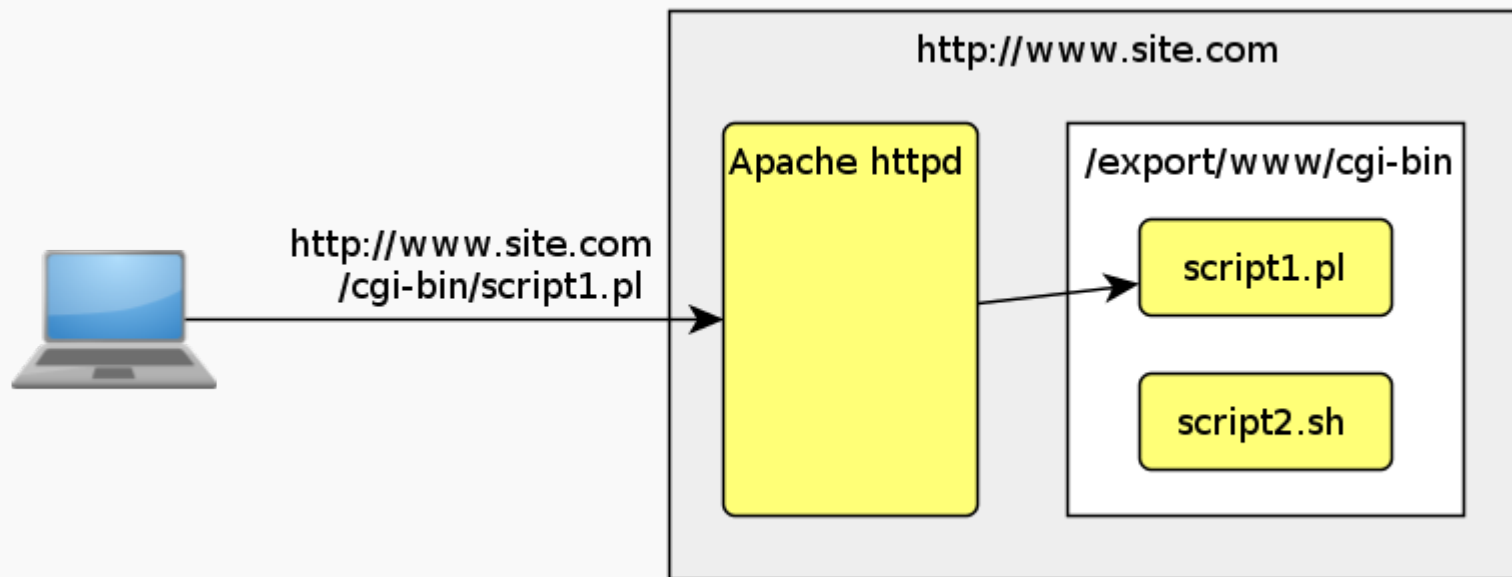 http://www.site.com
Apache httpd
/export/www/cgi-bin
http://www.site.com
/cgi-bin/script1.pl
script1.pl
script2.sh